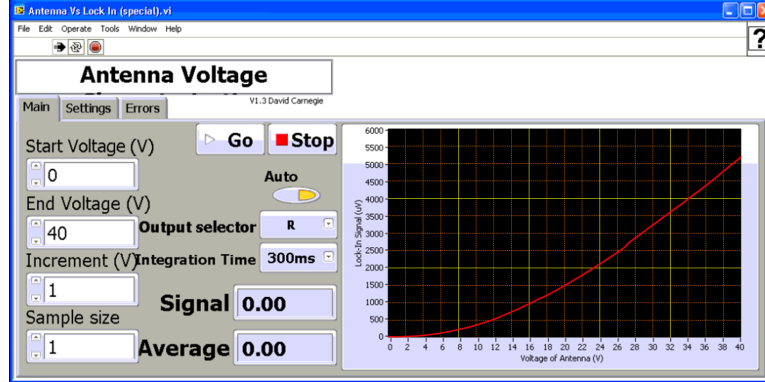 Antenna Vs Lock In (special).vi
File Edit Operate Tools Window Help
?
Antenna Voltage
V1.3 David Carnegie
Main Settings Errors
Start Voltage (V)
0
End Voltage (V)
40
Increment (V)
1
Sample size
1
Go Stop
Auto
Output selector R
Integration Time 300ms
Signal 0.00
Average 0.00
Lock-In Signal (uV)
6000
5500
5000
4500
4000
3500
3000
2500
2000
1500
1000
500
0
0 2 4 6 8 10 12 14 16 18 20 22 24 26 28 30 32 34 36 38 40
Voltage of Antenna (V)